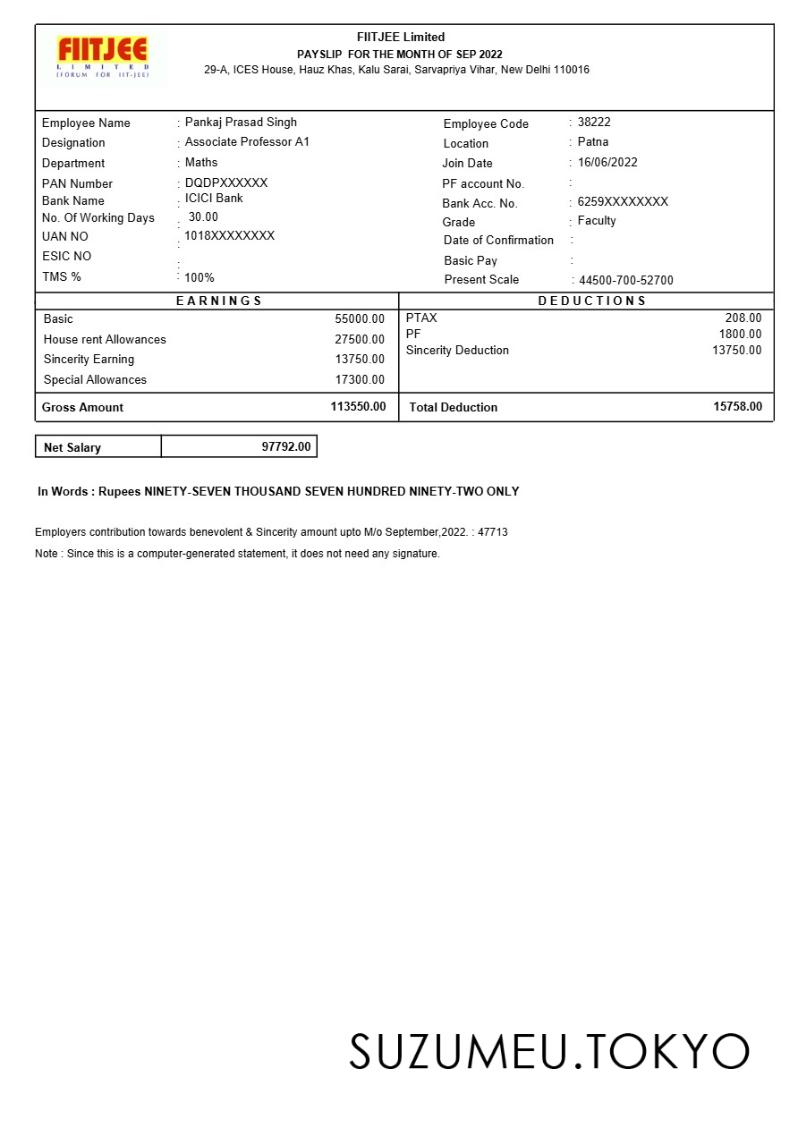 FIITJEE
LIMITED
(FORUM FOR IIT-JEE)
FIITJEE Limited
PAYSLIP FOR THE MONTH OF SEP 2022
29-A, ICES House, Hauz Khas, Kalu Sarai, Sarvapriya Vihar, New Delhi 110016
Employee Name : Pankaj Prasad Singh Employee Code : 38222
Designation : Associate Professor A1 Location : Patna
Department : Maths Join Date : 16/06/2022
PAN Number : DQDPXXXXXX PF account No. :
Bank Name : ICICI Bank Bank Acc. No. : 6259XXXXXXXX
No. Of Working Days : 30.00 Grade : Faculty
UAN NO : 1018XXXXXXXX Date of Confirmation :
ESIC NO : Basic Pay :
TMS % : 100% Present Scale : 44500-700-52700
EARNINGS DEDUCTIONS
Basic 55000.00 PTAX 208.00
House rent Allowances 27500.00 PF 1800.00
Sincerity Earning 13750.00 Sincerity Deduction 13750.00
Special Allowances 17300.00
Gross Amount 113550.00 Total Deduction 15758.00
Net Salary 97792.00
In Words : Rupees NINETY-SEVEN THOUSAND SEVEN HUNDRED NINETY-TWO ONLY
Employers contribution towards benevolent & Sincerity amount upto M/o September,2022. : 47713
Note : Since this is a computer-generated statement, it does not need any signature.
SUZUMEU.TOKYO